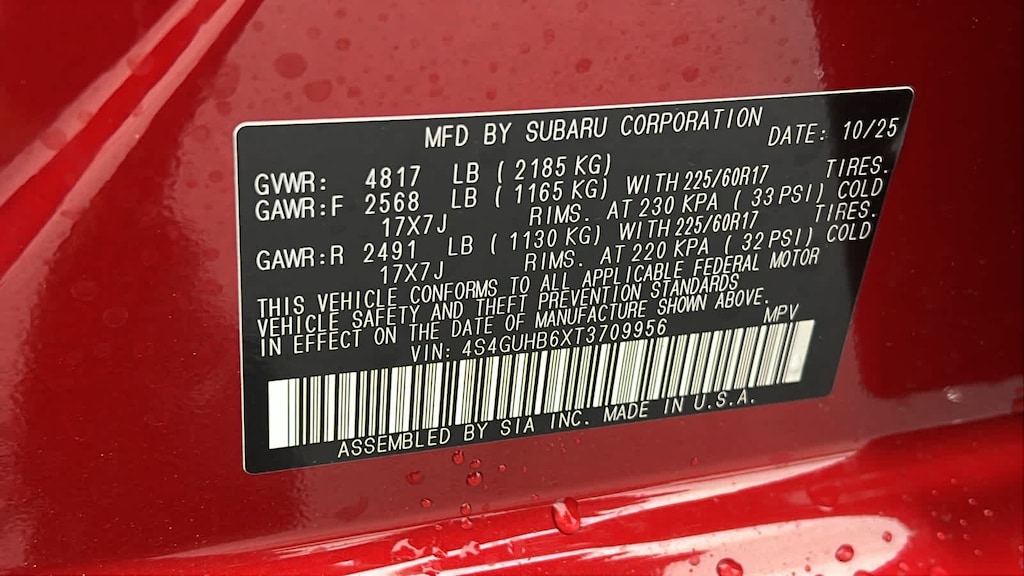 MFD BY SUBARU CORPORATION DATE: 10/25
GVWR: 4817 LB ( 2185 KG)
GAWR:F 2568 LB ( 1165 KG) WITH 225/60R17 TIRES.
17X7J RIMS. AT 230 KPA ( 33 PSI) COLD
GAWR:R 2491 LB ( 1130 KG) WITH 225/60R17 TIRES.
17X7J RIMS. AT 220 KPA ( 32 PSI) COLD
THIS VEHICLE CONFORMS TO ALL APPLICABLE FEDERAL MOTOR
VEHICLE SAFETY AND THEFT PREVENTION STANDARDS
IN EFFECT ON THE DATE OF MANUFACTURE SHOWN ABOVE.
VIN: 4S4GUHB6XT3709956 MPV
ASSEMBLED BY SIA INC. MADE IN U.S.A.